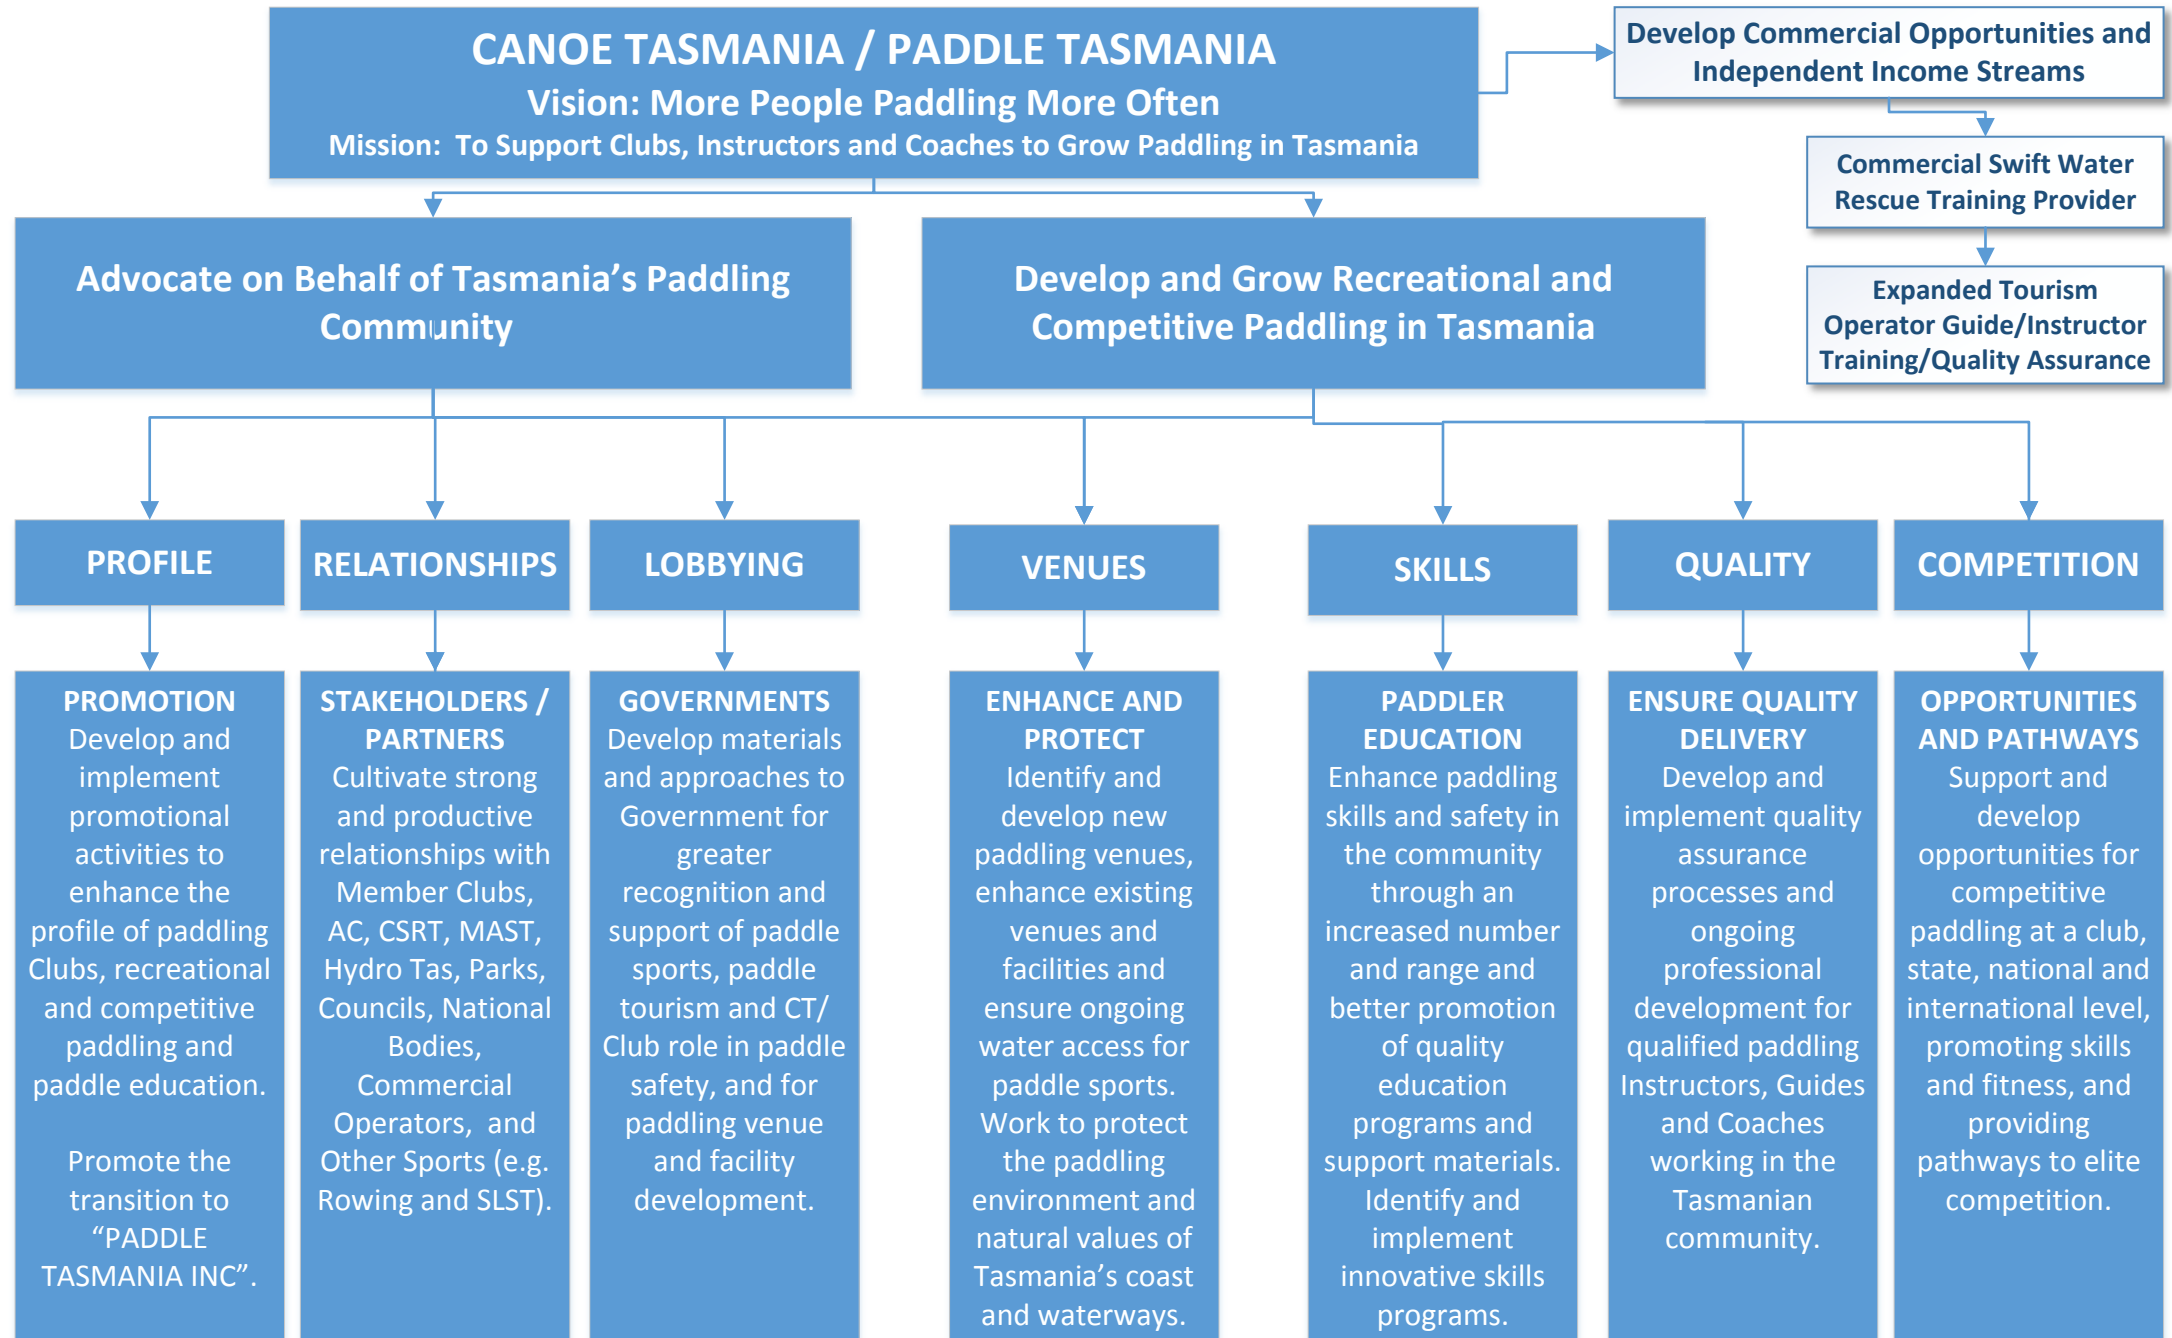 CANOE TASMANIA / PADDLE TASMANIA
Vision: More People Paddling More Often
Mission:  To Support Clubs, Instructors and Coaches to Grow Paddling in Tasmania
Develop Commercial Opportunities and
Independent Income Streams
Commercial Swift Water
Rescue Training Provider
Expanded Tourism
Operator Guide/Instructor
Training/Quality Assurance
Advocate on Behalf of Tasmania’s Paddling
Community
Develop and Grow Recreational and
Competitive Paddling in Tasmania
PROFILE
RELATIONSHIPS
LOBBYING
VENUES
SKILLS
QUALITY
COMPETITION
PROMOTION
Develop and
implement
promotional
activities to
enhance the
profile of paddling
Clubs, recreational
and competitive
paddling and
paddle education.
Promote the
transition to
“PADDLE
TASMANIA INC”.
STAKEHOLDERS /
PARTNERS
Cultivate strong
and productive
relationships with
Member Clubs,
AC, CSRT, MAST,
Hydro Tas, Parks,
Councils, National
Bodies,
Commercial
Operators,  and
Other Sports (e.g.
Rowing and SLST).
GOVERNMENTS
Develop materials
and approaches to
Government for
greater
recognition and
support of paddle
sports, paddle
tourism and CT/
Club role in paddle
safety, and for
paddling venue
and facility
development.
ENHANCE AND
PROTECT
Identify and
develop new
paddling venues,
enhance existing
venues and
facilities and
ensure ongoing
water access for
paddle sports.
Work to protect
the paddling
environment and
natural values of
Tasmania’s coast
and waterways.
PADDLER
EDUCATION
Enhance paddling
skills and safety in
the community
through an
increased number
and range and
better promotion
of quality
education
programs and
support materials.
Identify and
implement
innovative skills
programs.
ENSURE QUALITY
DELIVERY
Develop and
implement quality
assurance
processes and
ongoing
professional
development for
qualified paddling
Instructors, Guides
and Coaches
working in the
Tasmanian
community.
OPPORTUNITIES
AND PATHWAYS
Support and
develop
opportunities for
competitive
paddling at a club,
state, national and
international level,
promoting skills
and fitness, and
providing
pathways to elite
competition.